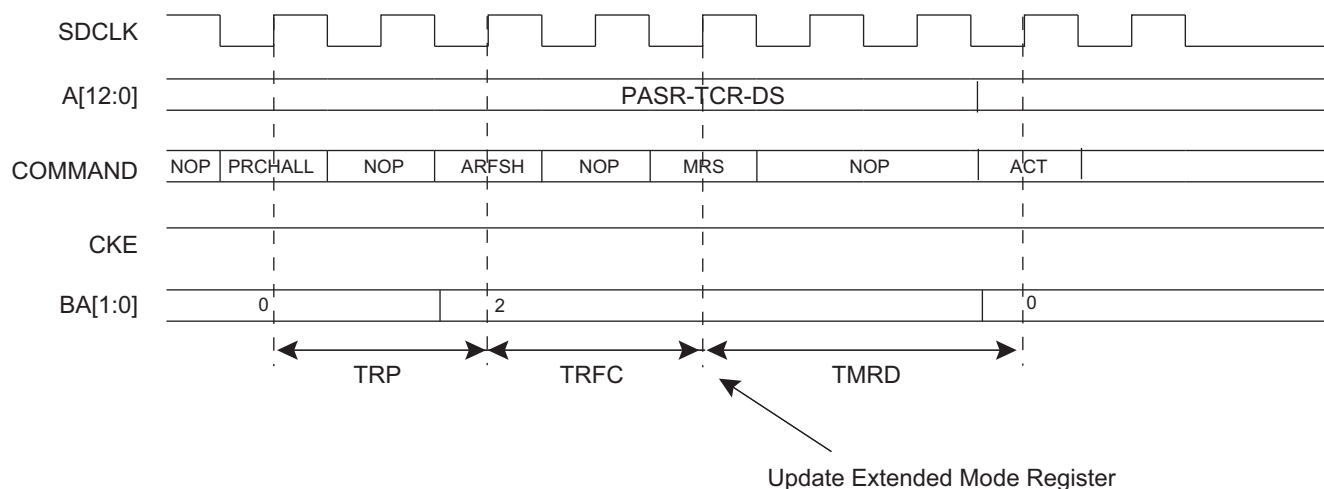 SDCLK
A[12:0]
PASR-TCR-DS
COMMAND
NOP PRCHALL NOP ARFSH NOP MRS NOP ACT
CKE
BA[1:0]
0 2 0
TRP TRFC TMRD
Update Extended Mode Register